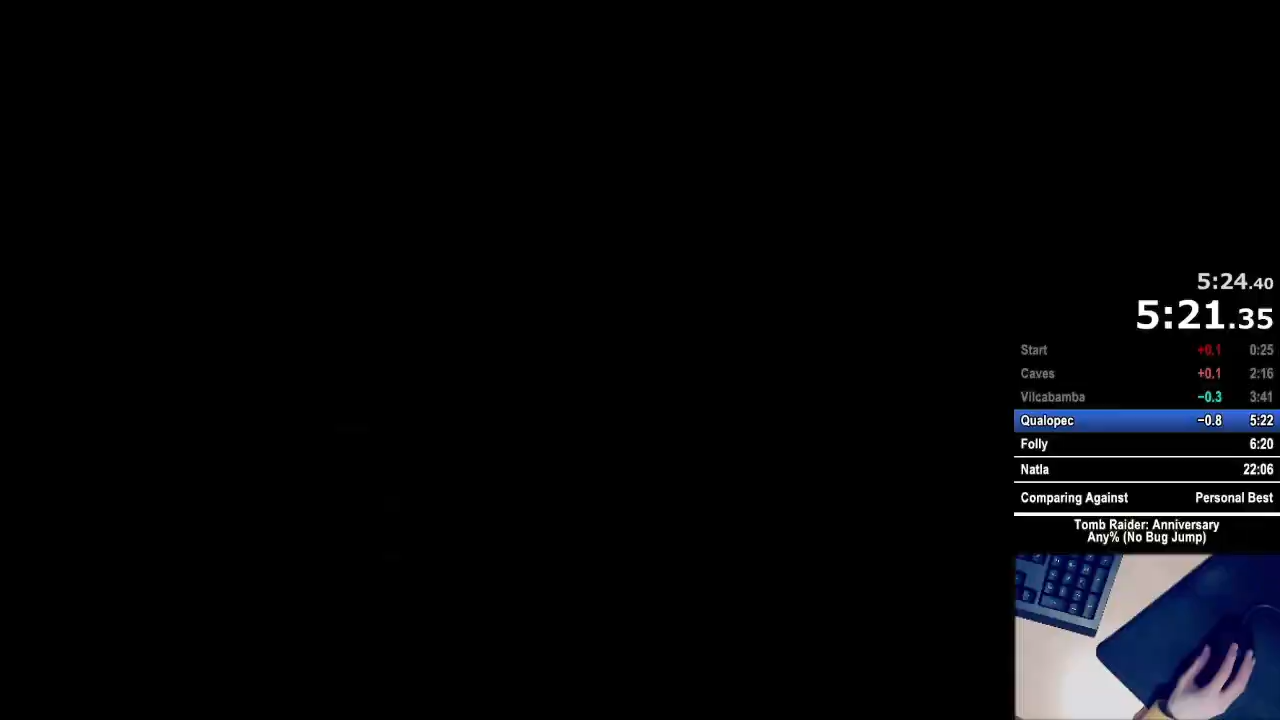 5:24.40
5:21.35
Start +0.1 0:25
Caves +0.1 2:16
Vilcabamba −0.3 3:41
Qualopec −0.8 5:22
Folly 6:20
Natla 22:06
Comparing Against Personal Best
Tomb Raider: Anniversary
Any% (No Bug Jump)